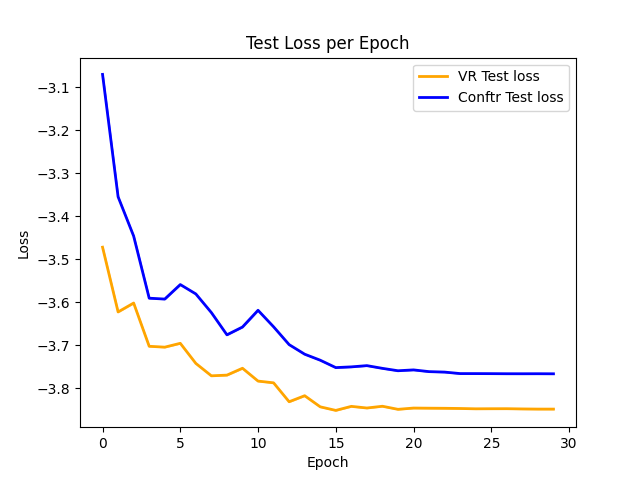 Test Loss per Epoch
VR Test loss
Conftr Test loss
Loss
−3.1
−3.2
−3.3
−3.4
−3.5
−3.6
−3.7
−3.8
0 5 10 15 20 25 30
Epoch